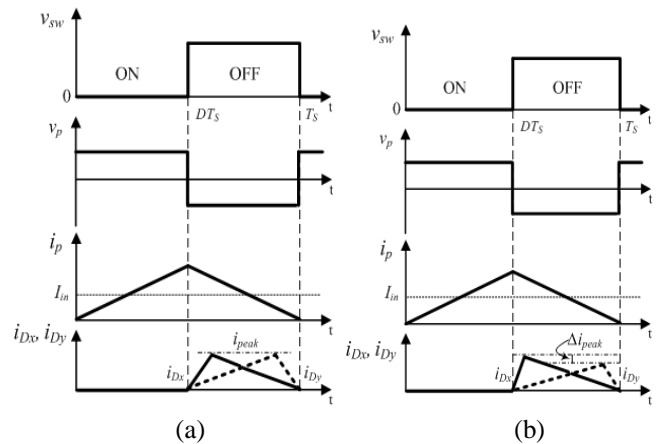 v_sw
ON
OFF
0
t
DT_S
T_S
v_p
t
i_p
I_in
t
i_Dx, i_Dy
i_Dx
i_peak
i_Dy
t
(a)
v_sw
ON
OFF
0
t
DT_S
T_S
v_p
t
i_p
I_in
t
i_Dx, i_Dy
i_Dx
Δi_peak
i_Dy
t
(b)